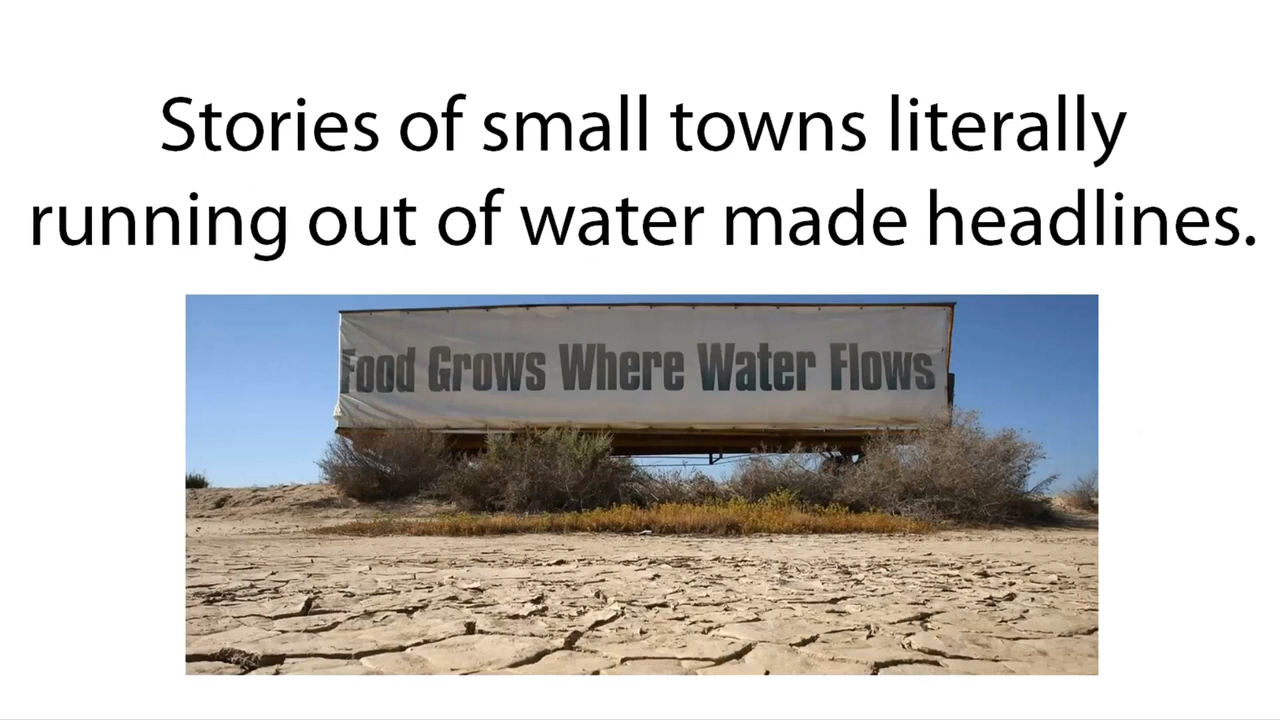 Stories of small towns literally
running out of water made headlines.
Food Grows Where Water Flows